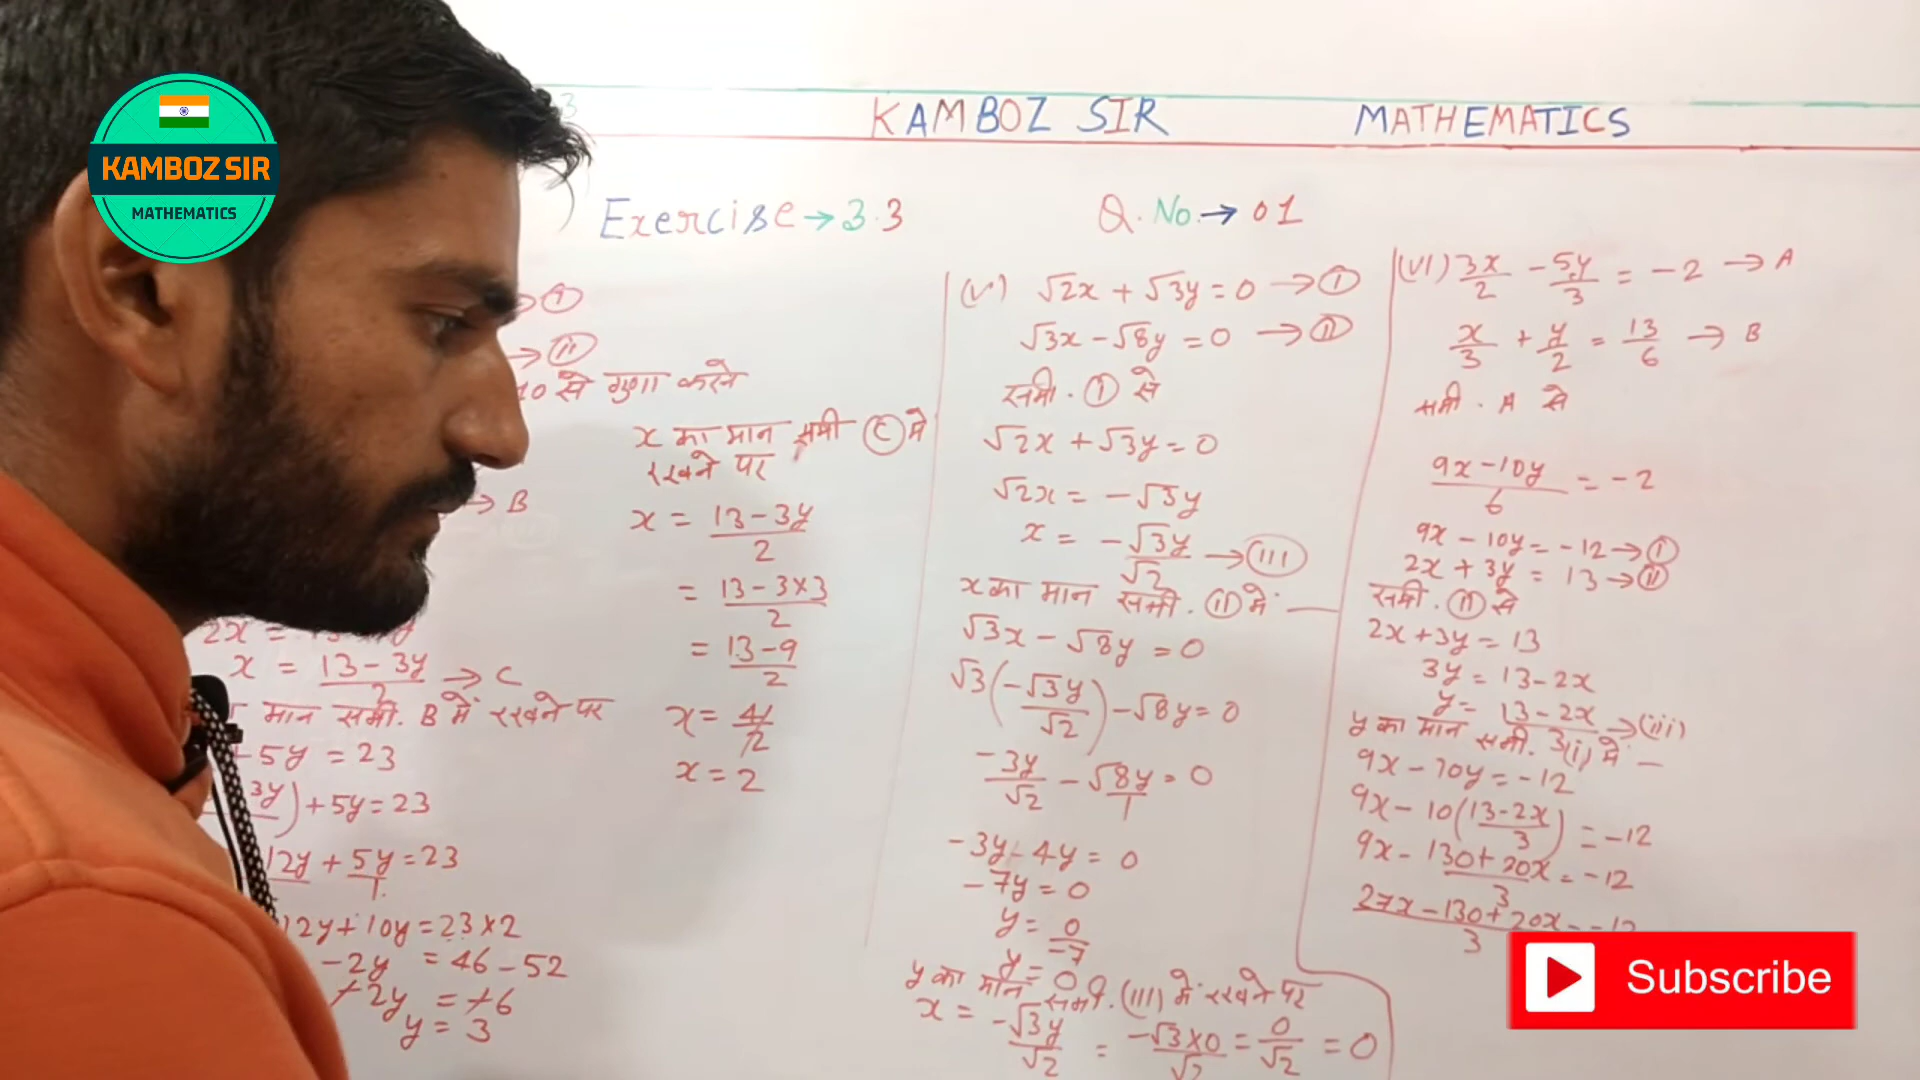 KAMBOZ SIR
MATHEMATICS
KAMBOZ SIR
MATHEMATICS
Exercise → 3.3
Q. No. → 01
→ (i)
→ (ii)
10 से गुणा करने
→ B
2x =
x = 13-3y/2 → C
मान समी. B में रखने पर
+5y = 23
3y) + 5y = 23
12y + 5y/1 = 23
12y + 10y = 23×2
-2y = 46 - 52
-2y = -6
y = 3
x का मान समी (C) में
रखने पर
x = 13-3y/2
= 13-3×3/2
= 13-9/2
x = 4/2
x = 2
(v) √2x + √3y = 0 → (i)
√3x - √8y = 0 → (ii)
समी. (i) से
√2x + √3y = 0
√2x = -√3y
x = -√3y/√2 → (iii)
x का मान समी. (ii) में
√3x - √8y = 0
√3(-√3y/√2) - √8y = 0
-3y/√2 - √8y/1 = 0
-3y - 4y = 0
-7y = 0
y = 0/-7
y = 0
y का मान समी. (iii) में रखने पर
x = -√3y/√2 = -√3×0/√2 = 0/√2 = 0
(vi) 3x/2 - 5y/3 = -2 → A
x/3 + y/2 = 13/6 → B
समी. A से
9x-10y/6 = -2
9x - 10y = -12 → (i)
2x + 3y = 13 → (ii)
समी. (ii) से
2x+3y = 13
3y = 13-2x
y = 13-2x/3 → (iii)
y का मान समी. (i) में —
9x - 10y = -12
9x - 10(13-2x/3) = -12
9x - 130+20x/3 = -12
27x-130+20x/3 = -12
Subscribe